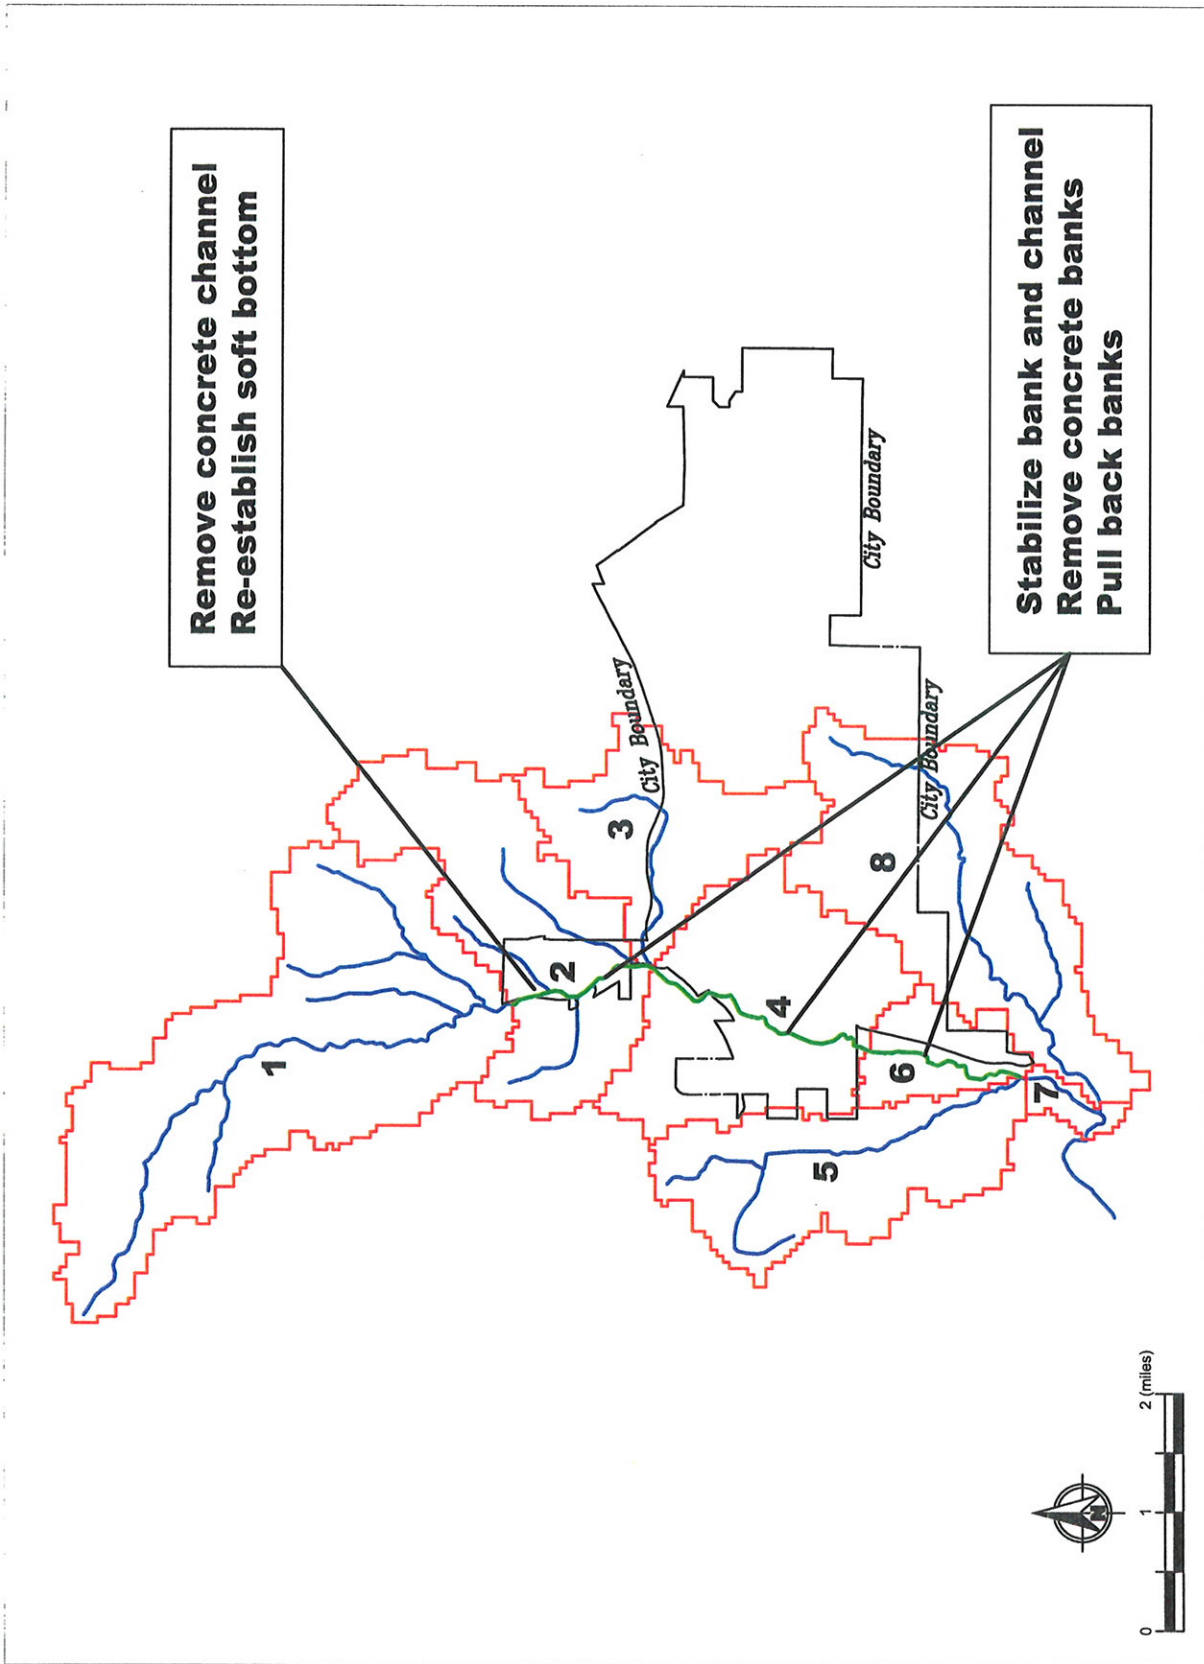 Remove concrete channel
Re-establish soft bottom
Stabilize bank and channel
Remove concrete banks
Pull back banks
City Boundary
City Boundary
City Boundary
1
2
3
4
5
6
7
8
N
0 1 2 (miles)